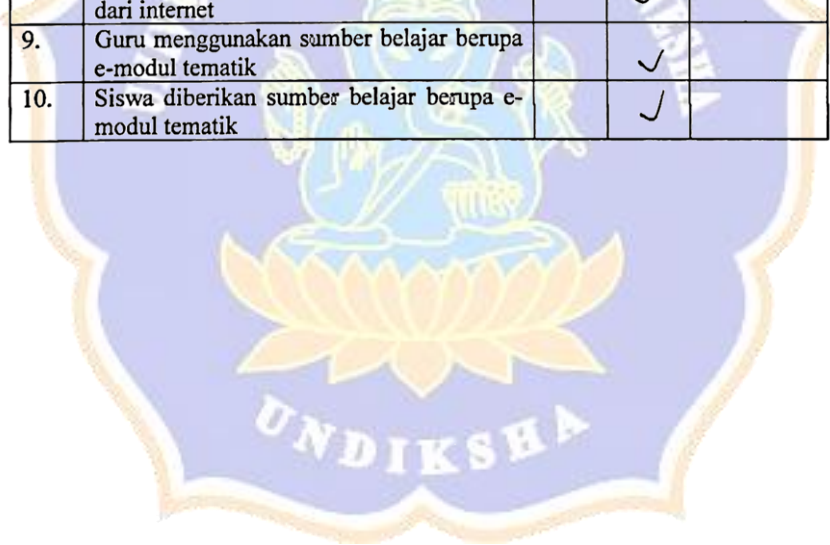 dari internet
9. Guru menggunakan sumber belajar berupa
e-modul tematik ✓
10. Siswa diberikan sumber belajar berupa e-
modul tematik ✓
UNDIKSHA